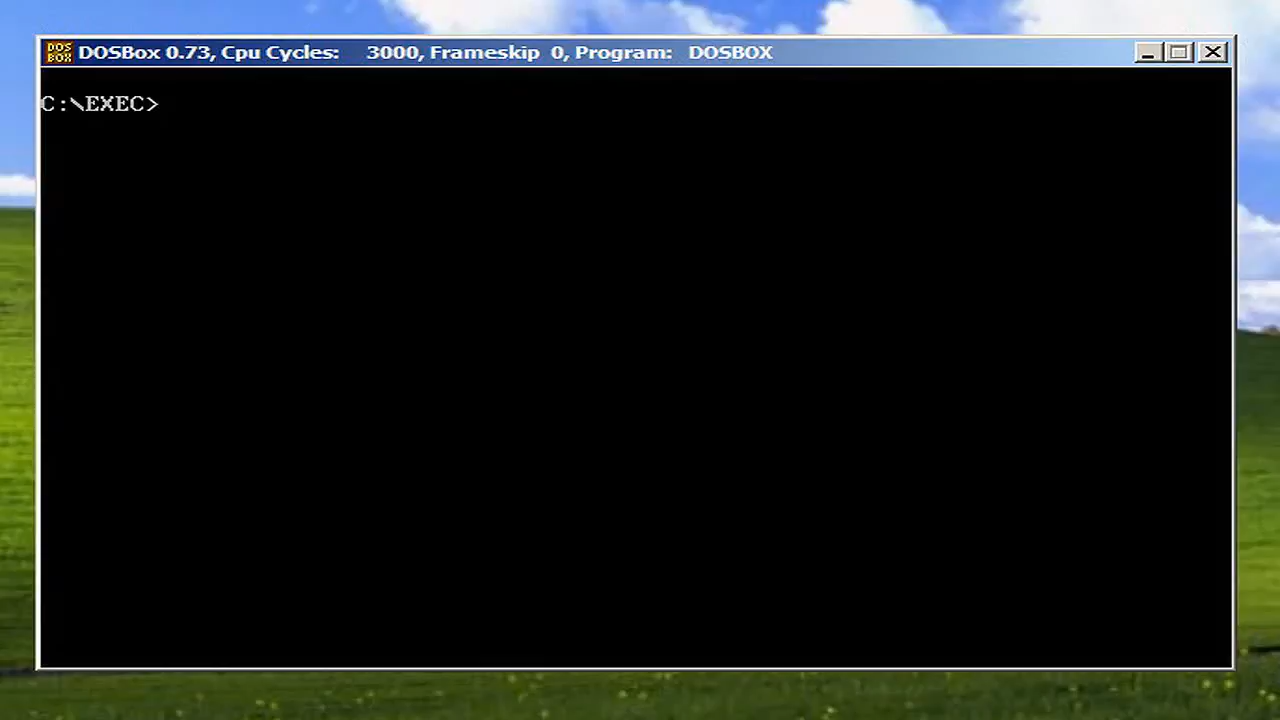 DOS
BOX
DOSBox 0.73, Cpu Cycles: 3000, Frameskip 0, Program: DOSBOX
C:\EXEC>